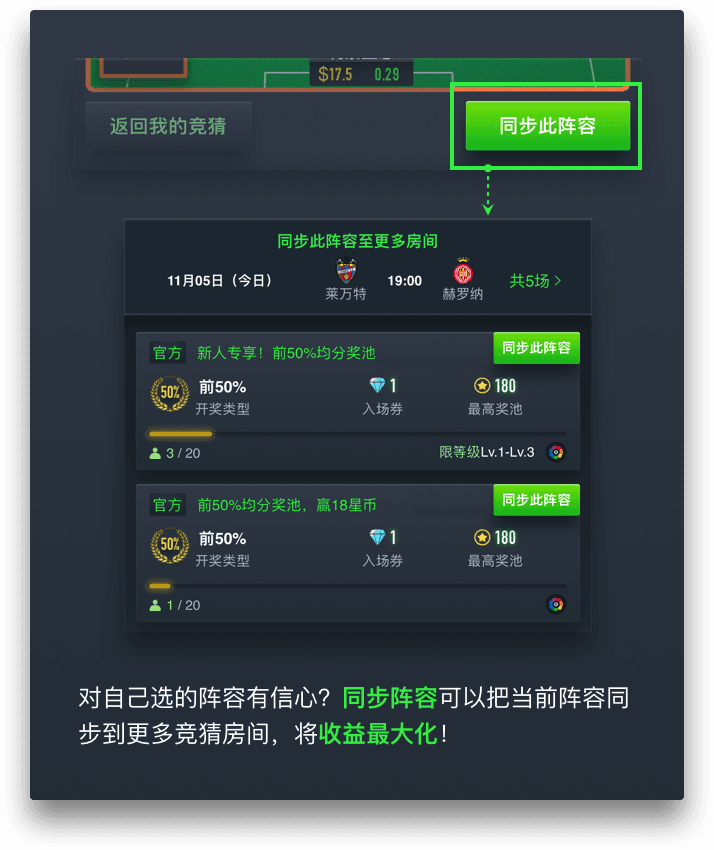 $17.5 0.29
返回我的竞猜 同步此阵容
同步此阵容至更多房间
11月05日（今日） 莱万特 19:00 赫罗纳 共5场 >
官方 新人专享！前50%均分奖池 同步此阵容
50% 前50% 1 180
开奖类型 入场券 最高奖池
3 / 20 限等级Lv.1-Lv.3
官方 前50%均分奖池，赢18星币 同步此阵容
50% 前50% 1 180
开奖类型 入场券 最高奖池
1 / 20
对自己选的阵容有信心？同步阵容可以把当前阵容同
步到更多竞猜房间，将收益最大化！